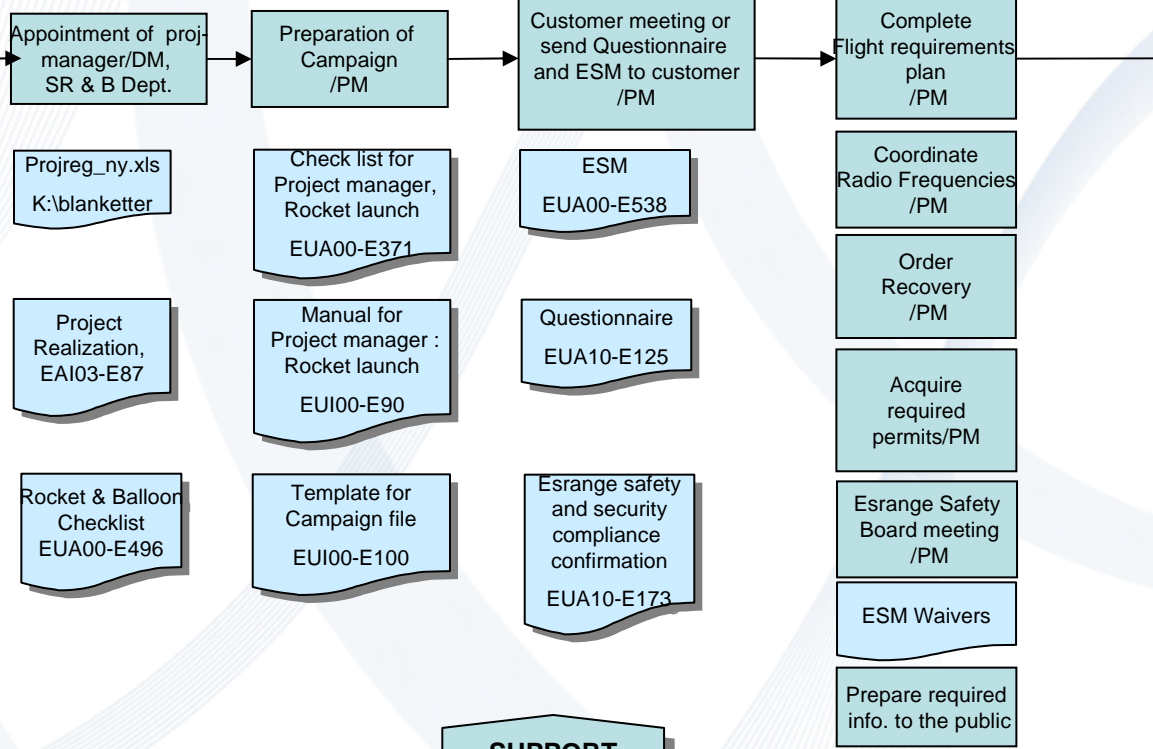 Appointment of proj-
manager/DM,
SR & B Dept.
Projreg_ny.xls
K:\blanketter
Project
Realization,
EAI03-E87
Rocket & Balloon
Checklist
EUA00-E496
Preparation of
Campaign
/PM
Check list for
Project manager,
Rocket launch
EUA00-E371
Manual for
Project manager :
Rocket launch
EUI00-E90
Template for
Campaign file
EUI00-E100
Customer meeting or
send Questionnaire
and ESM to customer
/PM
ESM
EUA00-E538
Questionnaire
EUA10-E125
Esrange safety
and security
compliance
confirmation
EUA10-E173
Complete
Flight requirements
plan
/PM
Coordinate
Radio Frequencies
/PM
Order
Recovery
/PM
Acquire
required
permits/PM
Esrange Safety
Board meeting
/PM
ESM Waivers
Prepare required
info. to the public
SUPPORT